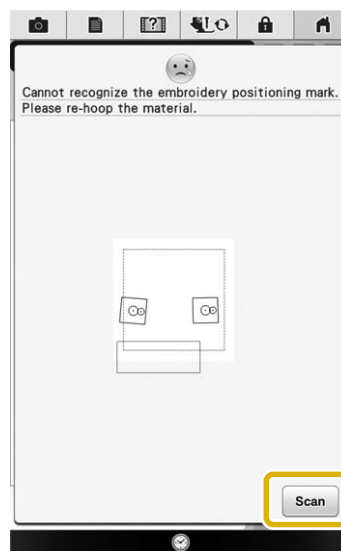 Cannot recognize the embroidery positioning mark.
Please re-hoop the material.
Scan